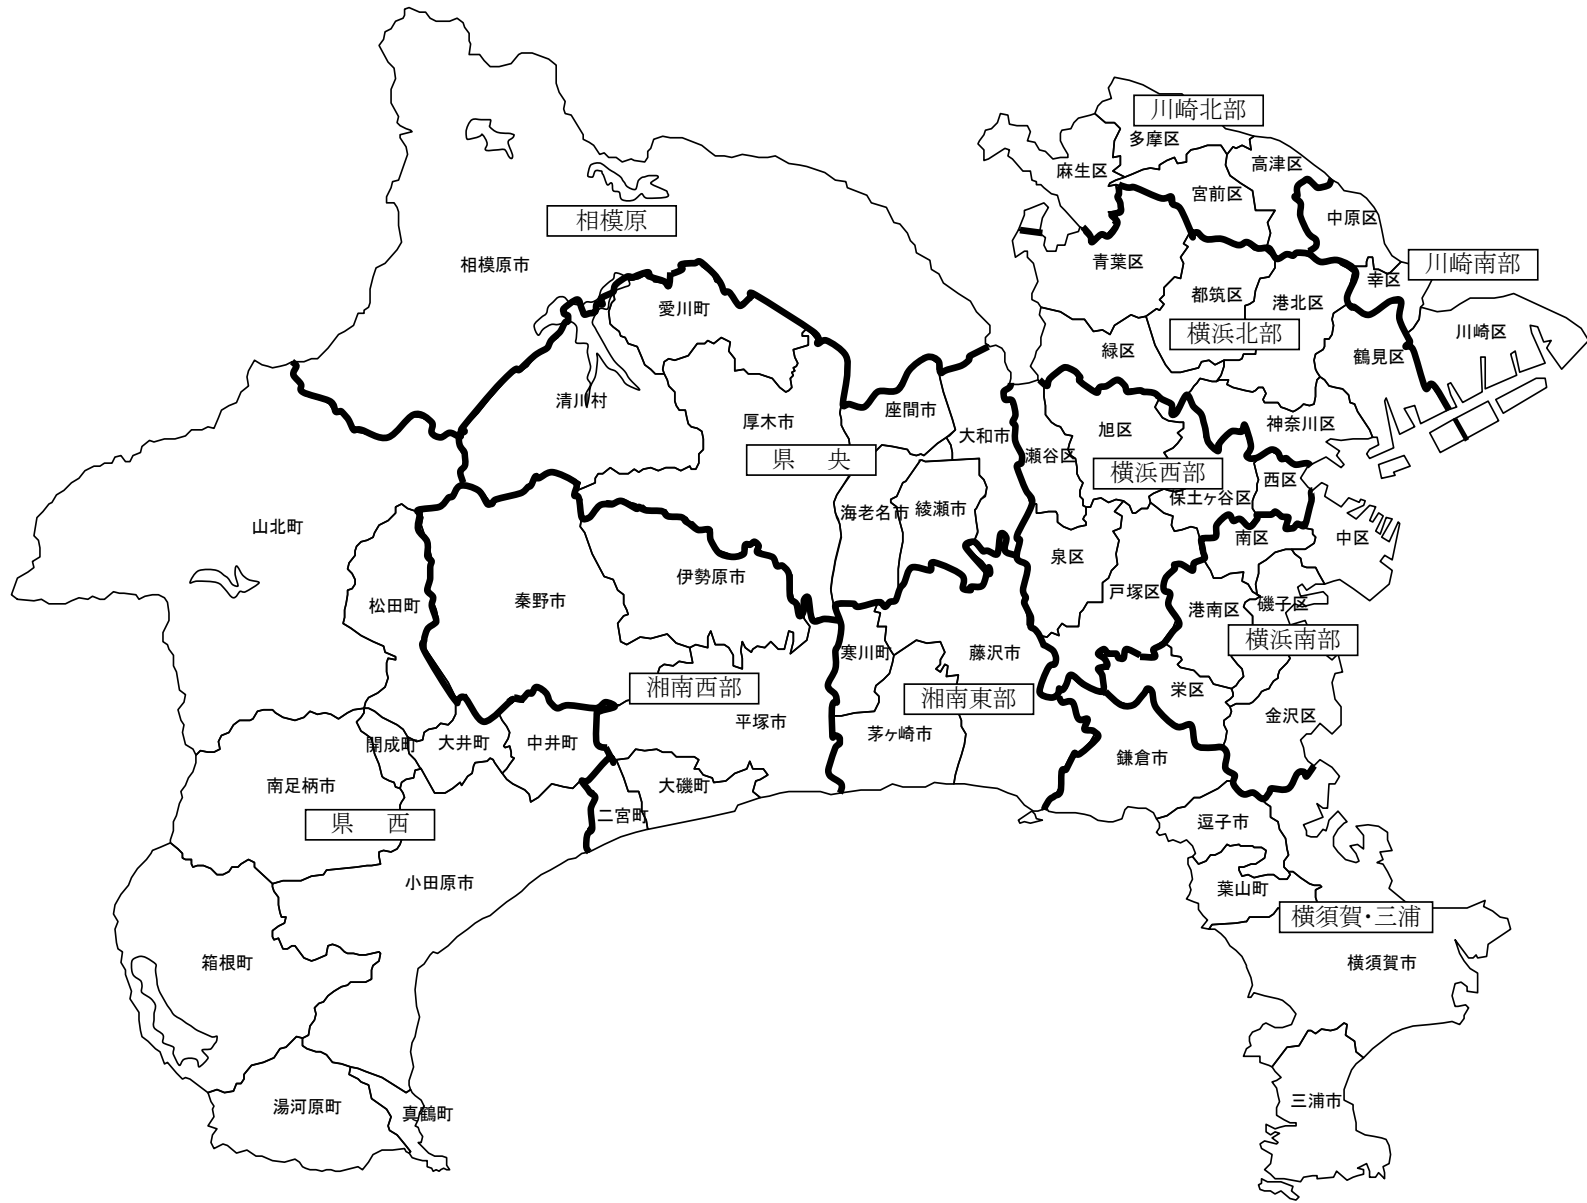 川崎北部
多摩区
麻生区
高津区
宮前区
中原区
相模原
相模原市
青葉区
川崎南部
幸区
都筑区
港北区
愛川町
横浜北部
川崎区
緑区
鶴見区
清川村
厚木市
座間市
大和市
旭区
神奈川区
県 央
瀬谷区
横浜西部
西区
保土ヶ谷区
海老名市
綾瀬市
山北町
南区
中区
泉区
伊勢原市
戸塚区
秦野市
松田町
港南区
磯子区
横浜南部
寒川町
藤沢市
湘南西部
湘南東部
栄区
平塚市
金沢区
開成町
大井町
中井町
茅ヶ崎市
鎌倉市
南足柄市
大磯町
県 西
二宮町
逗子市
小田原市
葉山町
横須賀・三浦
箱根町
横須賀市
湯河原町
真鶴町
三浦市